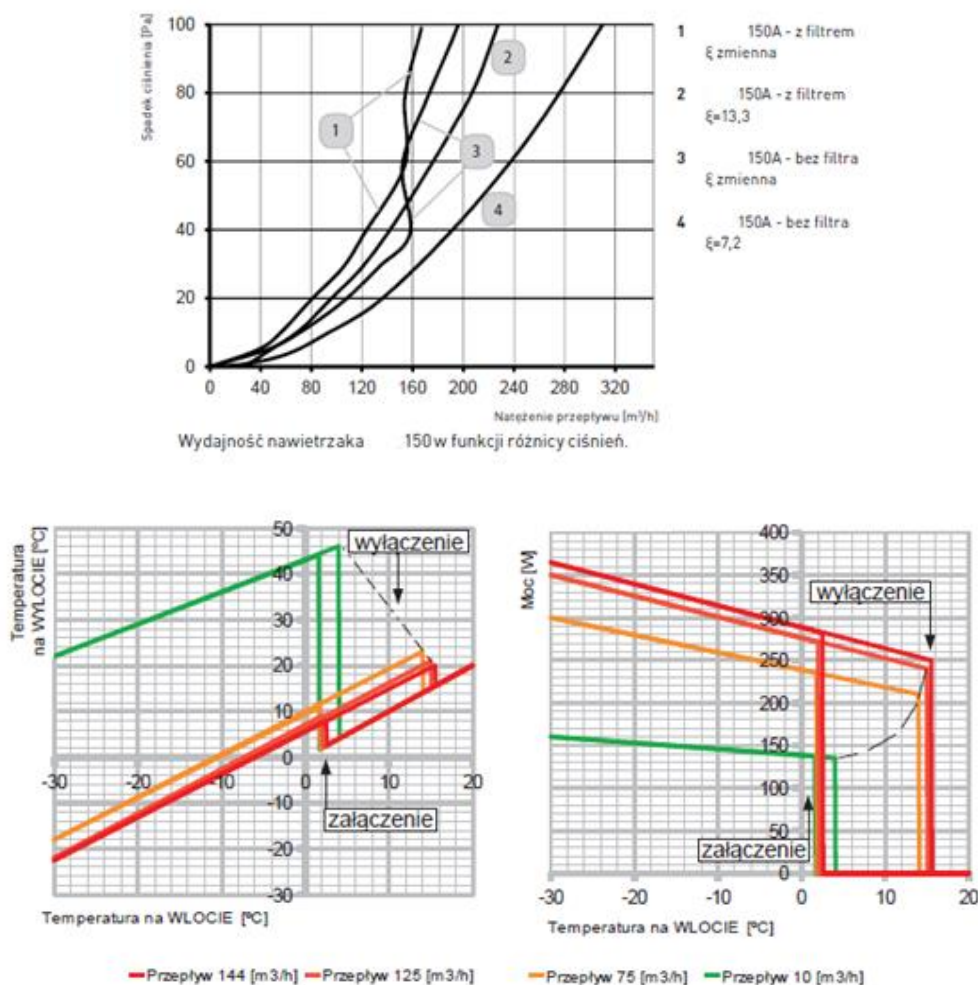 Spadek ciśnienia [Pa]
100
80
60
40
20
0
0 40 80 120 160 200 240 280 320
Natężenie przepływu [m³/h]
1
2
3
4
1 150A - z filtrem
ξ zmienna
2 150A - z filtrem
ξ=13,3
3 150A - bez filtra
ξ zmienna
4 150A - bez filtra
ξ=7,2
Wydajność nawietrzaka 150 w funkcji różnicy ciśnień.
Temperatura
na WYLOCIE [ºC]
50
40
30
20
10
0
-10
-20
-30
-30 -20 -10 0 10 20
wyłączenie
załączenie
Temperatura na WLOCIE [ºC]
Moc [W]
400
350
300
250
200
150
100
50
0
-30 -20 -10 0 10 20
wyłączenie
załączenie
Temperatura na WLOCIE [ºC]
Przepływ 144 [m3/h] Przepływ 125 [m3/h] Przepływ 75 [m3/h] Przepływ 10 [m3/h]